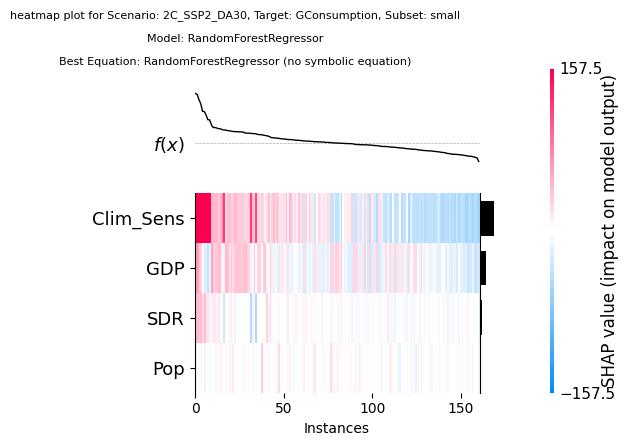 heatmap plot for Scenario: 2C_SSP2_DA30, Target: GConsumption, Subset: small
Model: RandomForestRegressor
Best Equation: RandomForestRegressor (no symbolic equation)
157.5
f(x)
Clim_Sens
GDP
SDR
Pop
SHAP value (impact on model output)
−157.5
0 50 100 150
Instances